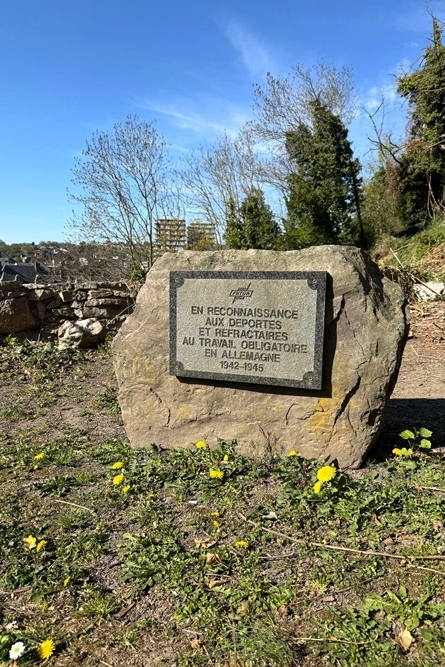 EN RECONNAISSANCE
AUX DEPORTES
ET REFRACTAIRES
AU TRAVAIL OBLIGATOIRE
EN ALLEMAGNE
1942-1945